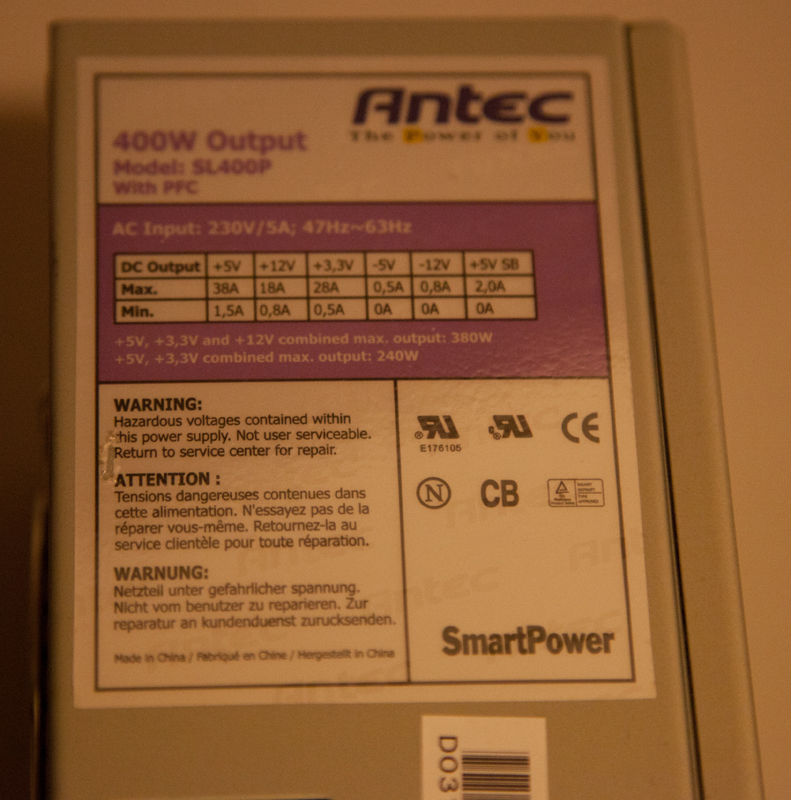 Antec
The Power of You
400W Output
Model: SL400P
With PFC
AC Input: 230V/5A; 47Hz~63Hz
DC Output +5V +12V +3,3V -5V -12V +5V SB
Max. 38A 18A 28A 0,5A 0,8A 2,0A
Min. 1,5A 0,8A 0,5A 0A 0A 0A
+5V, +3,3V and +12V combined max. output: 380W
+5V, +3,3V combined max. output: 240W
WARNING:
Hazardous voltages contained within
this power supply. Not user serviceable.
Return to service center for repair.
ATTENTION :
Tensions dangereuses contenues dans
cette alimentation. N'essayez pas de la
réparer vous-même. Retournez-la au
service clientèle pour toute réparation.
WARNUNG:
Netzteil unter gefahrlicher spannung.
Nicht vom benutzer zu reparieren. Zur
reparatur an kundenduenst zurucksenden.
Made in China / Fabriqué en Chine / Hergestellt in China
E176105
CE
N
CB
SmartPower
DO3